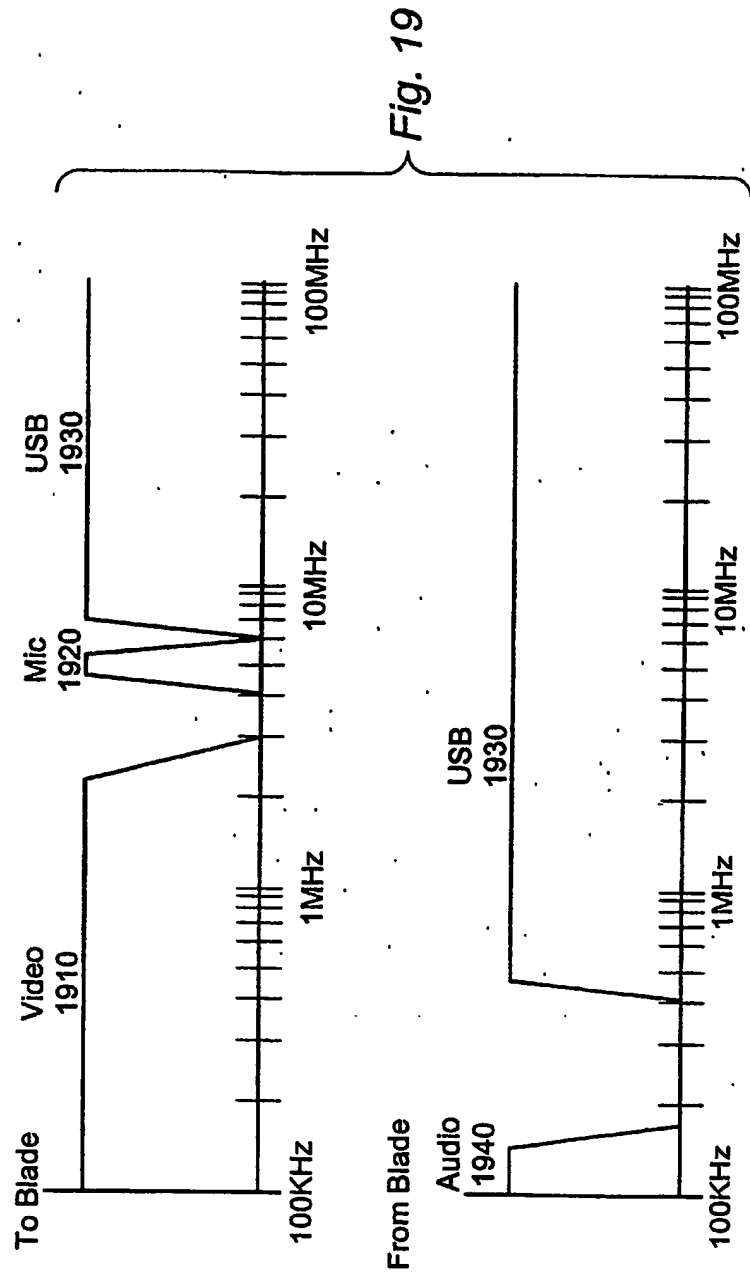 To Blade
Video
1910
Mic
1920
USB
1930
100KHz
1MHz
10MHz
100MHz
From Blade
Audio
1940
USB
1930
100KHz
1MHz
10MHz
100MHz
Fig. 19